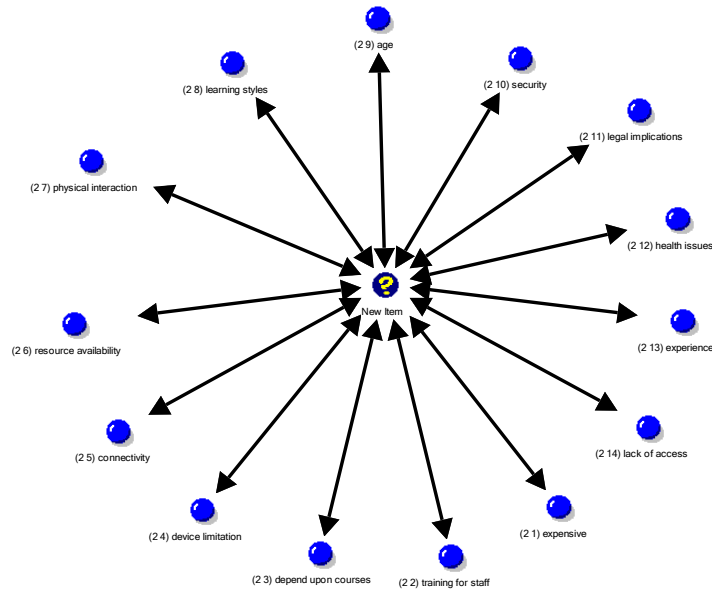 (2 9) age
(2 8) learning styles
(2 10) security
(2 11) legal implications
(2 7) physical interaction
(2 12) health issues
?
New Item
(2 6) resource availability
(2 13) experience
(2 5) connectivity
(2 14) lack of access
(2 4) device limitation
(2 1) expensive
(2 3) depend upon courses
(2 2) training for staff